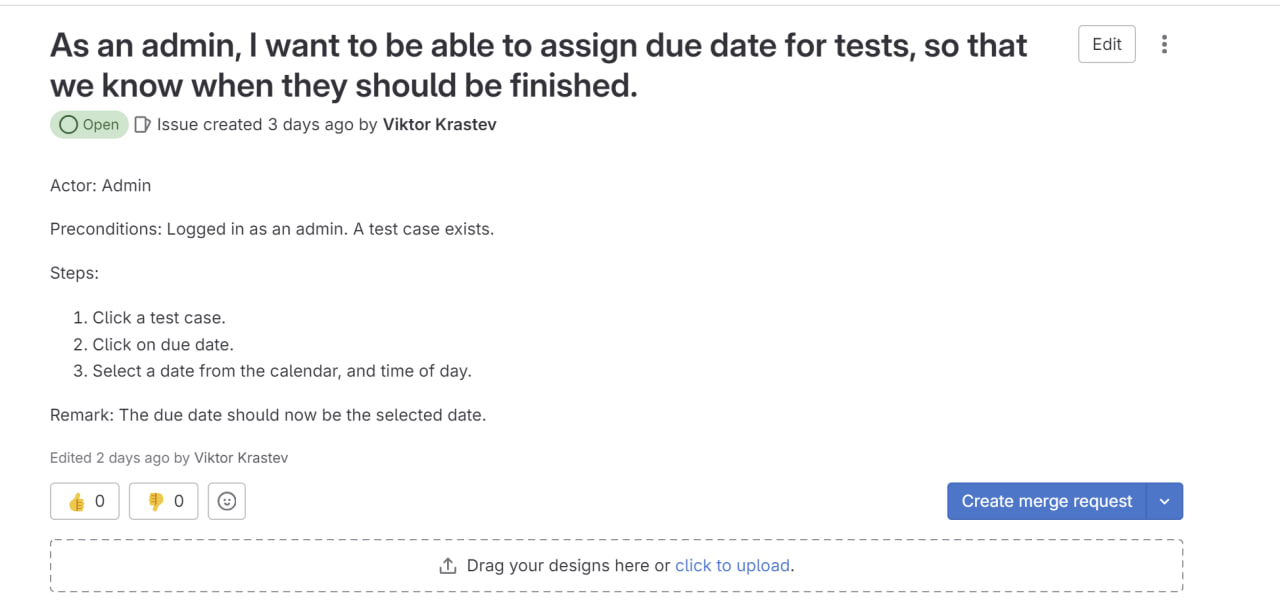 As an admin, I want to be able to assign due date for tests, so that
we know when they should be finished.
Edit
Open Issue created 3 days ago by Viktor Krastev
Actor: Admin
Preconditions: Logged in as an admin. A test case exists.
Steps:
1. Click a test case.
2. Click on due date.
3. Select a date from the calendar, and time of day.
Remark: The due date should now be the selected date.
Edited 2 days ago by Viktor Krastev
👍 0 👎 0
Create merge request
Drag your designs here or click to upload.